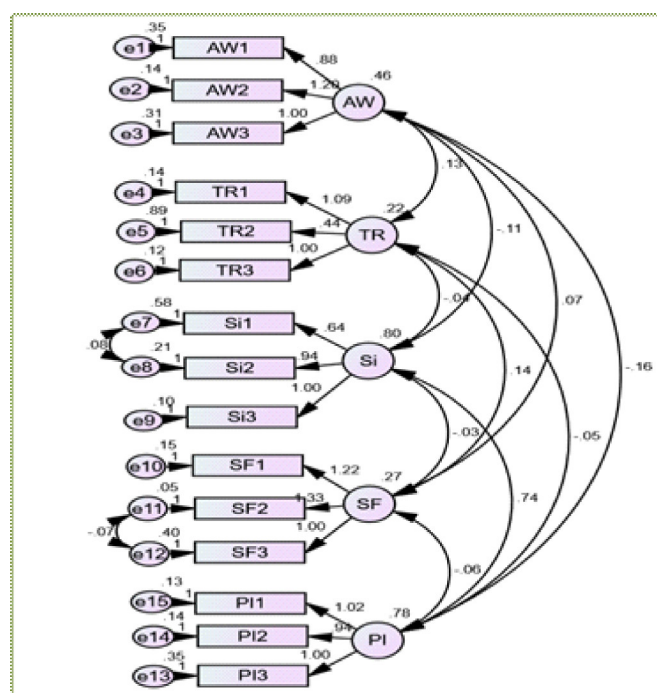 .35
e1 1 AW1 .88
.14 .46
e2 1 AW2 1.20 AW
.31
e3 1 AW3 1.00
.13
.14
e4 1 TR1 1.09 .22
.89
e5 1 TR2 .44 TR
-.11
.12
e6 1 TR3 1.00
-.04
.07
.58
e7 1 Si1 .64 .80
.08
.21
e8 1 Si2 .94 Si
.14
-.16
.10
e9 1 Si3 1.00
-.03
-.05
.15
e10 1 SF1 1.22 .27
.05
e11 1 SF2 1.33 SF
.74
-.07
.40
e12 1 SF3 1.00
-.06
.13
e15 1 PI1 1.02 .78
.14
e14 1 PI2 .94 PI
.35
e13 1 PI3 1.00